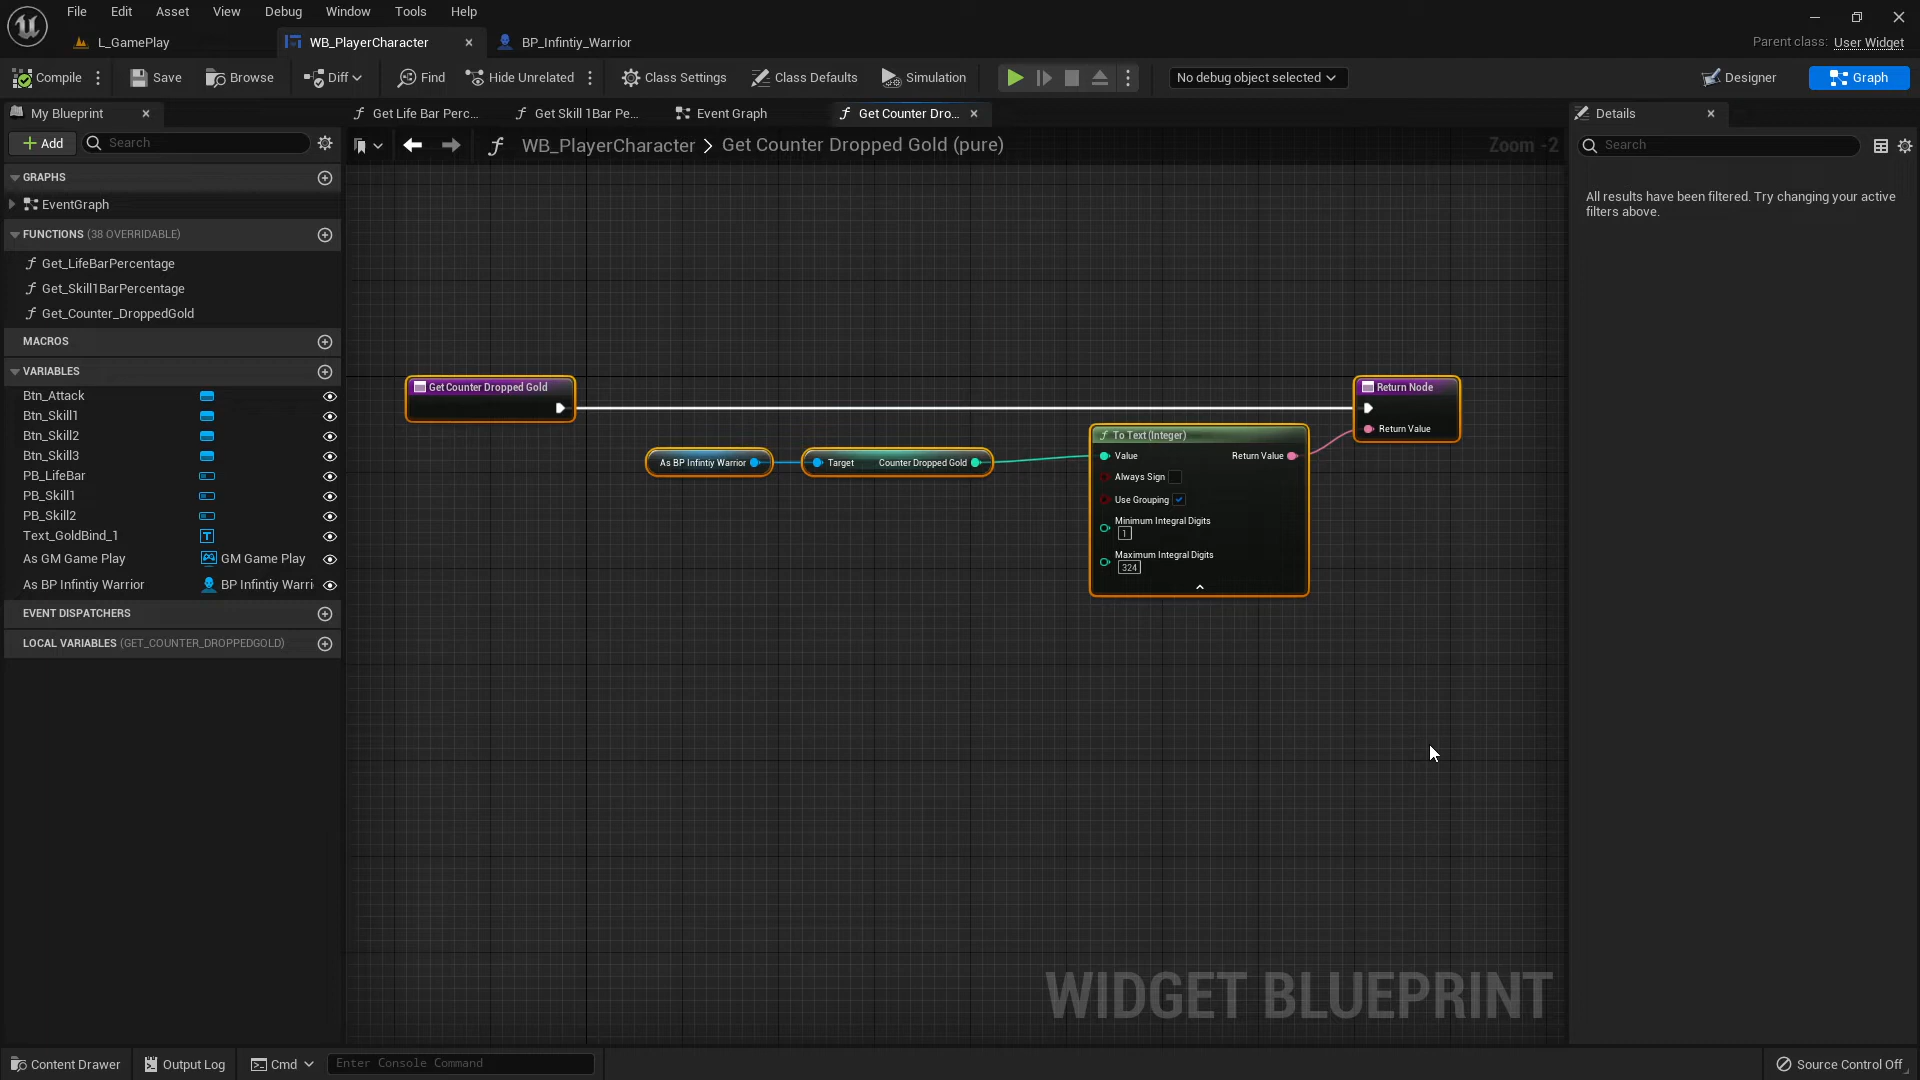 File Edit Asset View Debug Window Tools Help
L_GamePlay WB_PlayerCharacter BP_Infintiy_Warrior Parent class: User Widget
Compile Save Browse Diff Find Hide Unrelated Class Settings Class Defaults Simulation No debug object selected Designer Graph
My Blueprint Get Life Bar Perc... Get Skill 1Bar Pe... Event Graph Get Counter Dro... Details
Add Search WB_PlayerCharacter > Get Counter Dropped Gold (pure) Zoom -2 Search
All results have been filtered. Try changing your active
filters above.
GRAPHS
EventGraph
FUNCTIONS (38 OVERRIDABLE)
Get_LifeBarPercentage
Get_Skill1BarPercentage
Get_Counter_DroppedGold
MACROS
VARIABLES
Btn_Attack
Btn_Skill1
Btn_Skill2
Btn_Skill3
PB_LifeBar
PB_Skill1
PB_Skill2
Text_GoldBind_1
As GM Game Play GM Game Play
As BP Infintiy Warrior BP Infintiy Warri
EVENT DISPATCHERS
LOCAL VARIABLES (GET_COUNTER_DROPPEDGOLD)
Get Counter Dropped Gold
As BP Infintiy Warrior
Target Counter Dropped Gold
To Text (Integer)
Value Return Value
Always Sign
Use Grouping
Minimum Integral Digits
1
Maximum Integral Digits
324
Return Node
Return Value
WIDGET BLUEPRINT
Content Drawer Output Log Cmd Enter Console Command Source Control Off